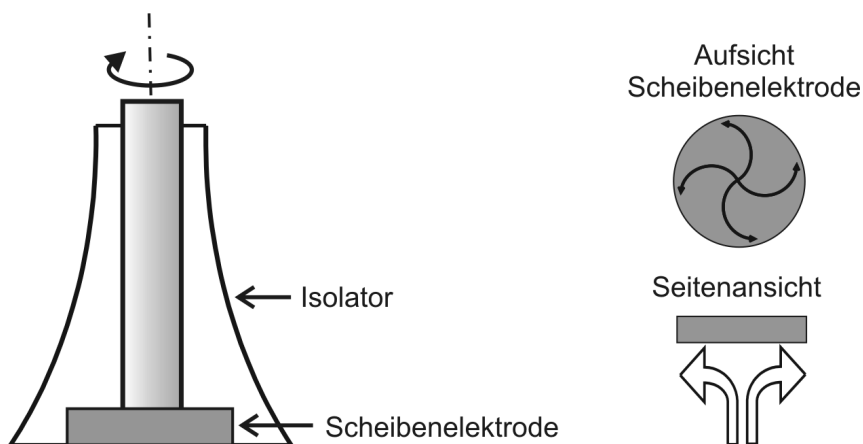 Isolator
Scheibenelektrode
Aufsicht
Scheibenelektrode
Seitenansicht